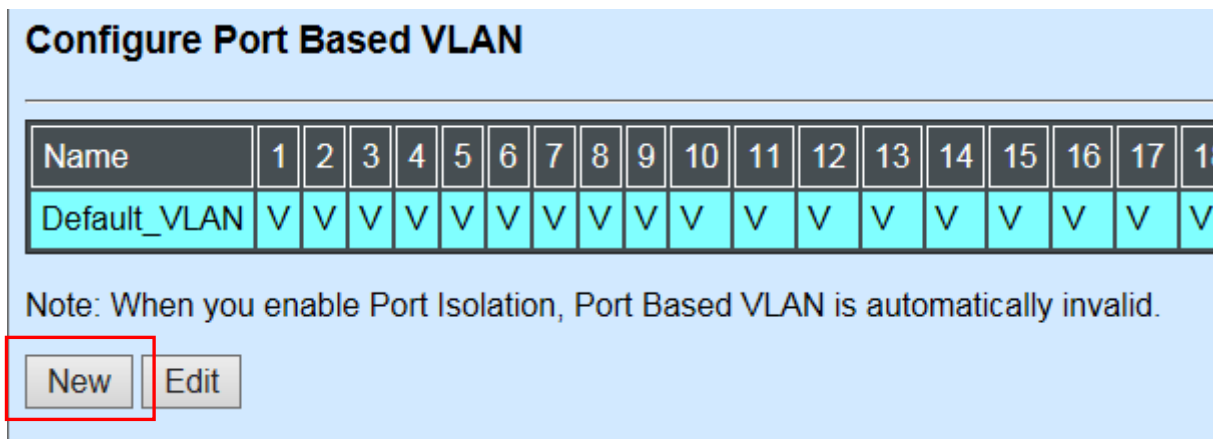 Configure Port Based VLAN
Name 1 2 3 4 5 6 7 8 9 10 11 12 13 14 15 16 17
Default_VLAN V V V V V V V V V V V V V V V V V V
Note: When you enable Port Isolation, Port Based VLAN is automatically invalid.
New Edit